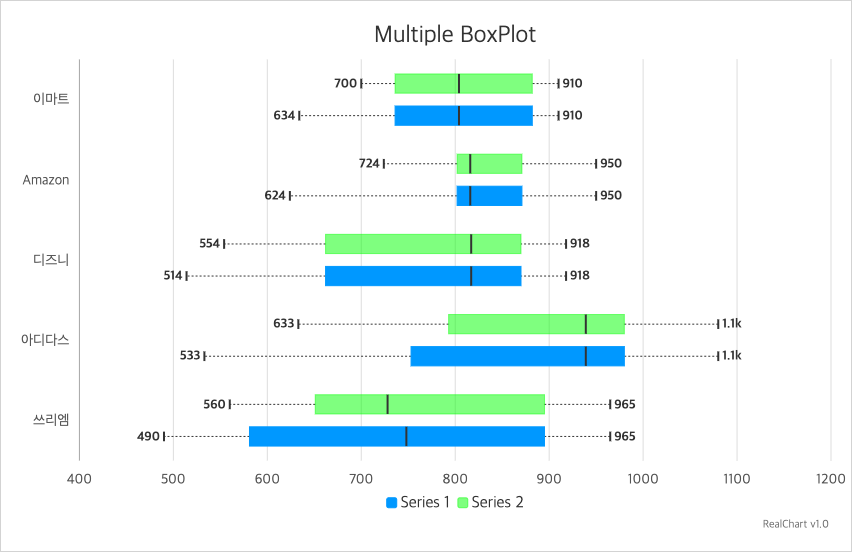 Multiple BoxPlot
700 910
이마트
634 910
724 950
Amazon
624 950
554 918
디즈니
514 918
633 1.1k
아디다스
533 1.1k
560 965
쓰리엠
490 965
400 500 600 700 800 900 1000 1100 1200
Series 1 Series 2
RealChart v1.0